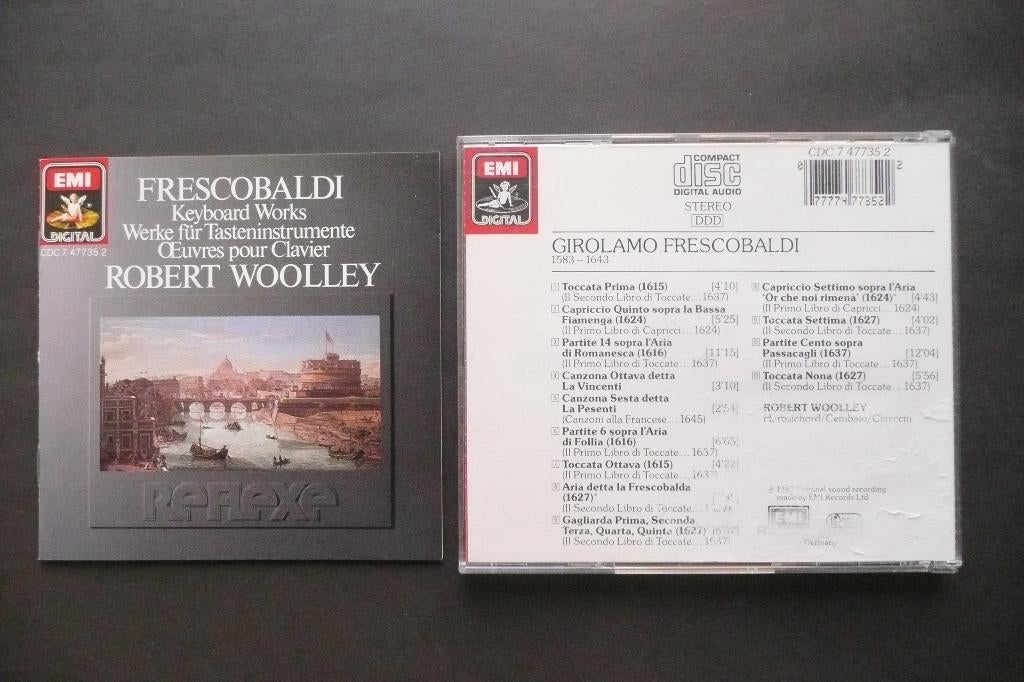 EMI
DIGITAL
CDC 7 47735 2
FRESCOBALDI
Keyboard Works
Werke für Tasteninstrumente
Œuvres pour Clavier
ROBERT WOOLLEY
REFLEXE
EMI
DIGITAL
COMPACT
disc
DIGITAL AUDIO
STEREO
DDD
CDC 7 47735 2
0 77774 77352 2
GIROLAMO FRESCOBALDI
1583 – 1643
1 Toccata Prima (1615) [4'10]
(Il Secondo Libro di Toccate... 1637)
2 Capriccio Quinto sopra la Bassa
Fiamenga (1624) [5'25]
(Il Primo Libro di Capricci... 1624)
3 Partite 14 sopra l'Aria
di Romanesca (1616) [11'15]
(Il Primo Libro di Toccate... 1637)
4 Canzona Ottava detta
La Vincenti [3'10]
5 Canzona Sesta detta
La Pesenti [2'54]
(Canzoni alla Francese... 1645)
6 Partite 6 sopra l'Aria
di Follia (1616) [6'05]
(Il Primo Libro di Toccate... 1637)
7 Toccata Ottava (1615) [4'22]
(Il Primo Libro di Toccate... 1637)
8 Aria detta la Frescobalda
(1627)*
(Il Secondo Libro di Toccate... 1637)
9 Gagliarda Prima, Seconda,
Terza, Quarta, Quinta (1627)* [6'32]
(Il Secondo Libro di Toccate... 1637)
10 Capriccio Settimo sopra l'Aria
'Or che noi rimena' (1624)* [4'43]
(Il Primo Libro di Capricci... 1624)
11 Toccata Settima (1627) [4'02]
(Il Secondo Libro di Toccate... 1637)
12 Partite Cento sopra
Passacagli (1637) [12'04]
(Il Primo Libro di Toccate... 1637)
13 Toccata Nona (1627) [5'56]
(Il Secondo Libro di Toccate... 1637)
ROBERT WOOLLEY
Harpsichord/Cembalo/Clavecin
Original sound recording
made by EMI Records Ltd
EMI
Germany